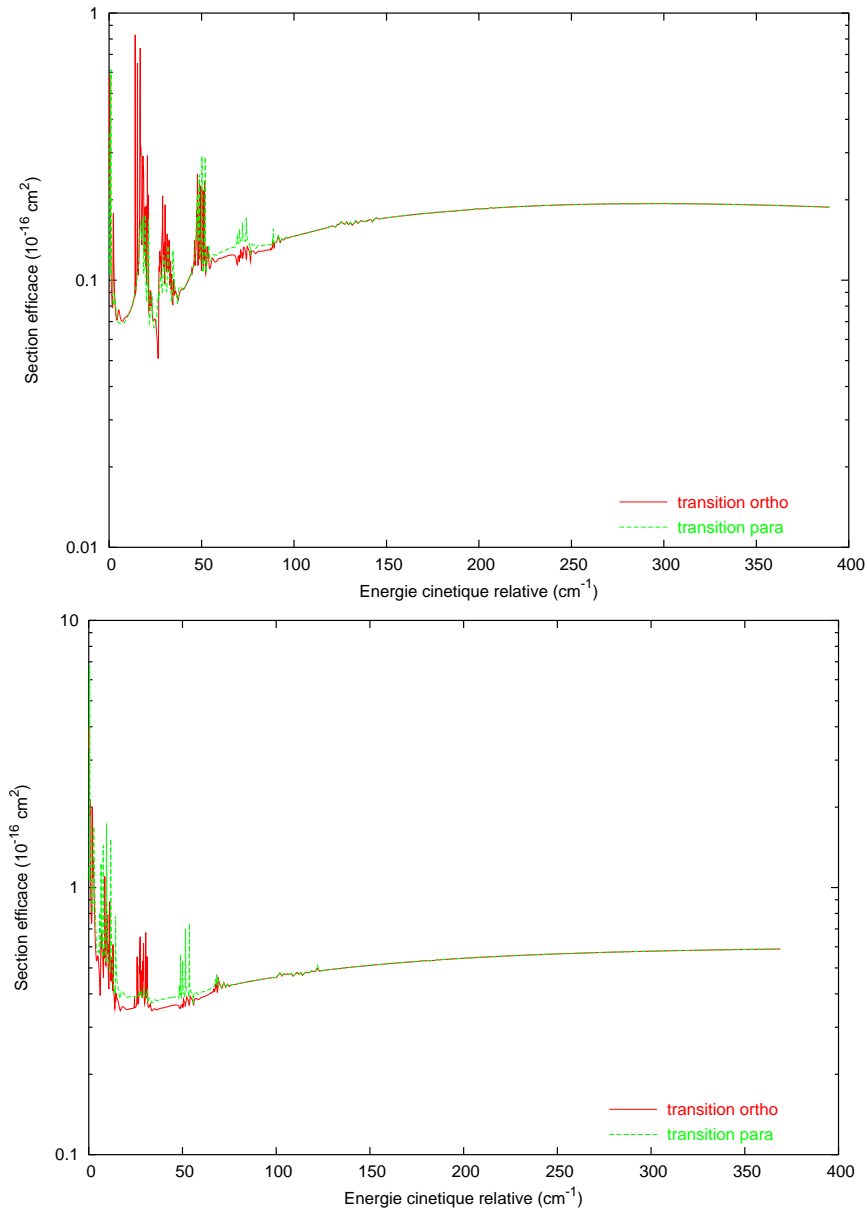 1
0.1
0.01
Section efficace (10⁻¹⁶ cm²)
transition ortho
transition para
0 50 100 150 200 250 300 350 400
Energie cinetique relative (cm⁻¹)
10
1
0.1
Section efficace (10⁻¹⁶ cm²)
transition ortho
transition para
0 50 100 150 200 250 300 350 400
Energie cinetique relative (cm⁻¹)